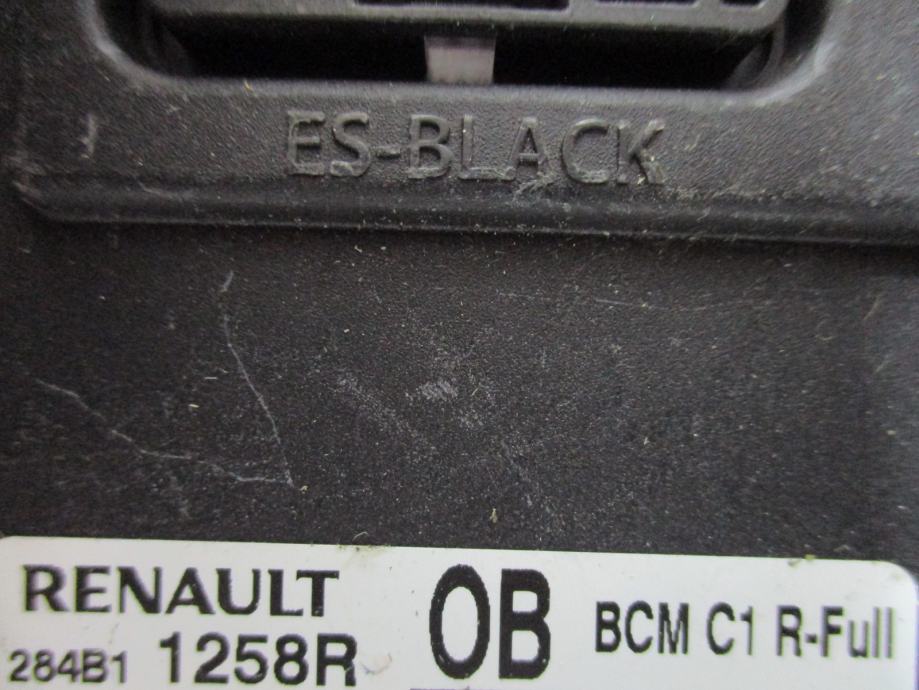 ES-BLACK
RENAULT 0B BCM C1 R-Full
284B1 1258R